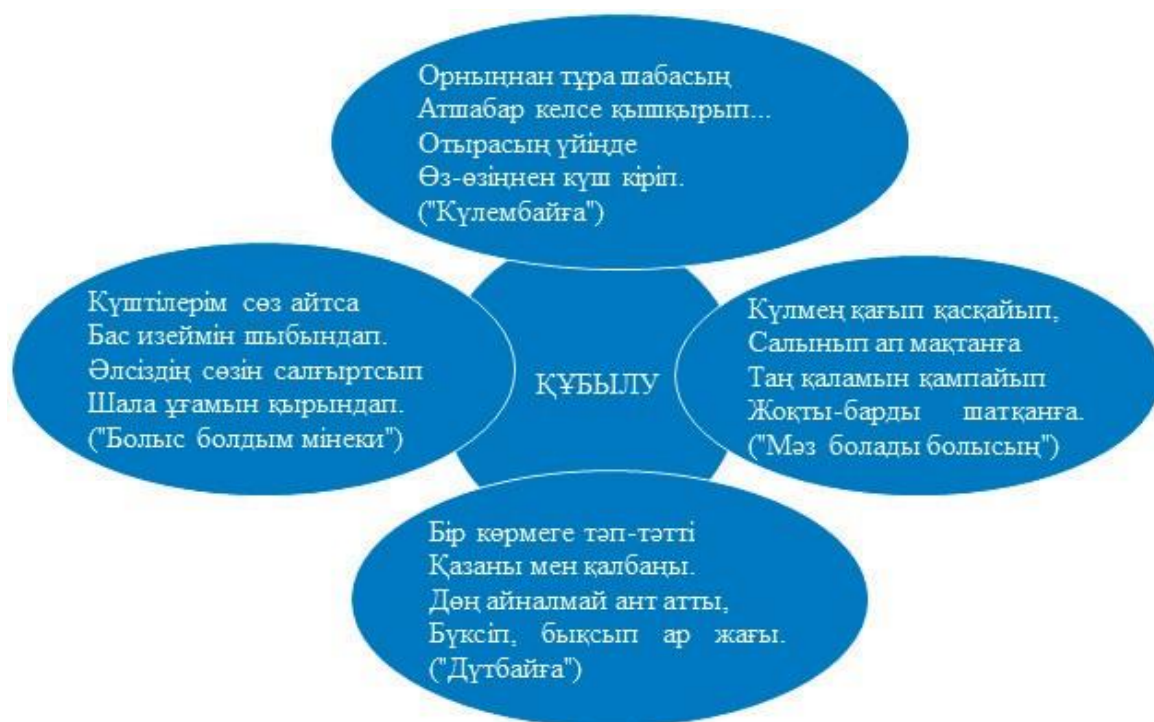 Орныңнан тұра шабасың
Атшабар келсе қышқырып...
Отырасың үйіңде
Өз-өзіңнен күш кіріп.
("Күлембайға")
Күштілерім сөз айтса
Бас изеймін шыбындап.
Әлсіздің сөзін салғыртсып
Шала ұғамын қырындап.
("Болыс болдым мінеки")
ҚҰБЫЛУ
Күлмең қағып қасқайып,
Салынып ап мақтанға
Таң қаламын қампайып
Жоқты-барды шатқанға.
("Мәз болады болысың")
Бір көрмеге тәп-тәтті
Қазаны мен қалбаңы.
Дөң айналмай ант атты,
Бүксіп, бықсып ар жағы.
("Дүтбайға")